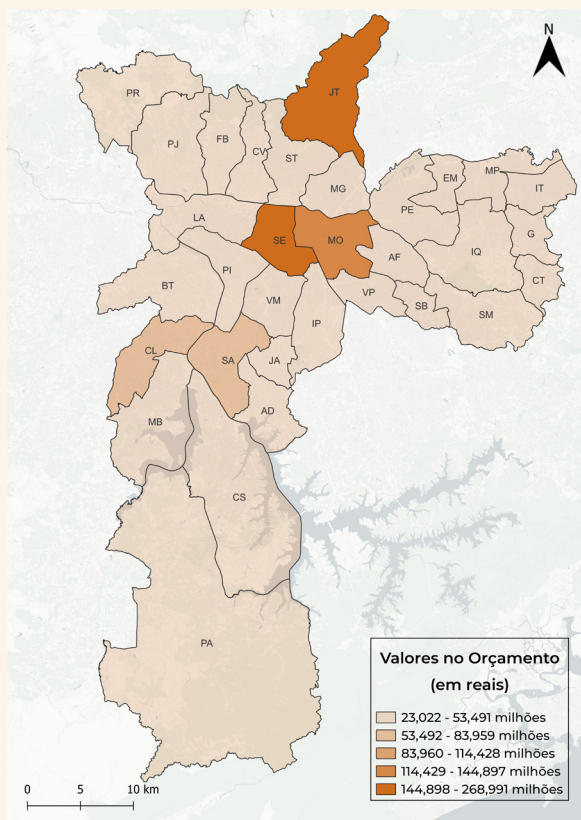 N
JT
PR
PJ
FB
CV
ST
MG
EM
MP
IT
PE
LA
SE
MO
G
AF
IQ
PI
BT
VM
VP
CT
SB
SM
IP
CL
SA
JA
MB
AD
CS
PA
Valores no Orçamento
(em reais)
23,022 - 53,491 milhões
53,492 - 83,959 milhões
83,960 - 114,428 milhões
114,429 - 144,897 milhões
144,898 - 268,991 milhões
0 5 10 km